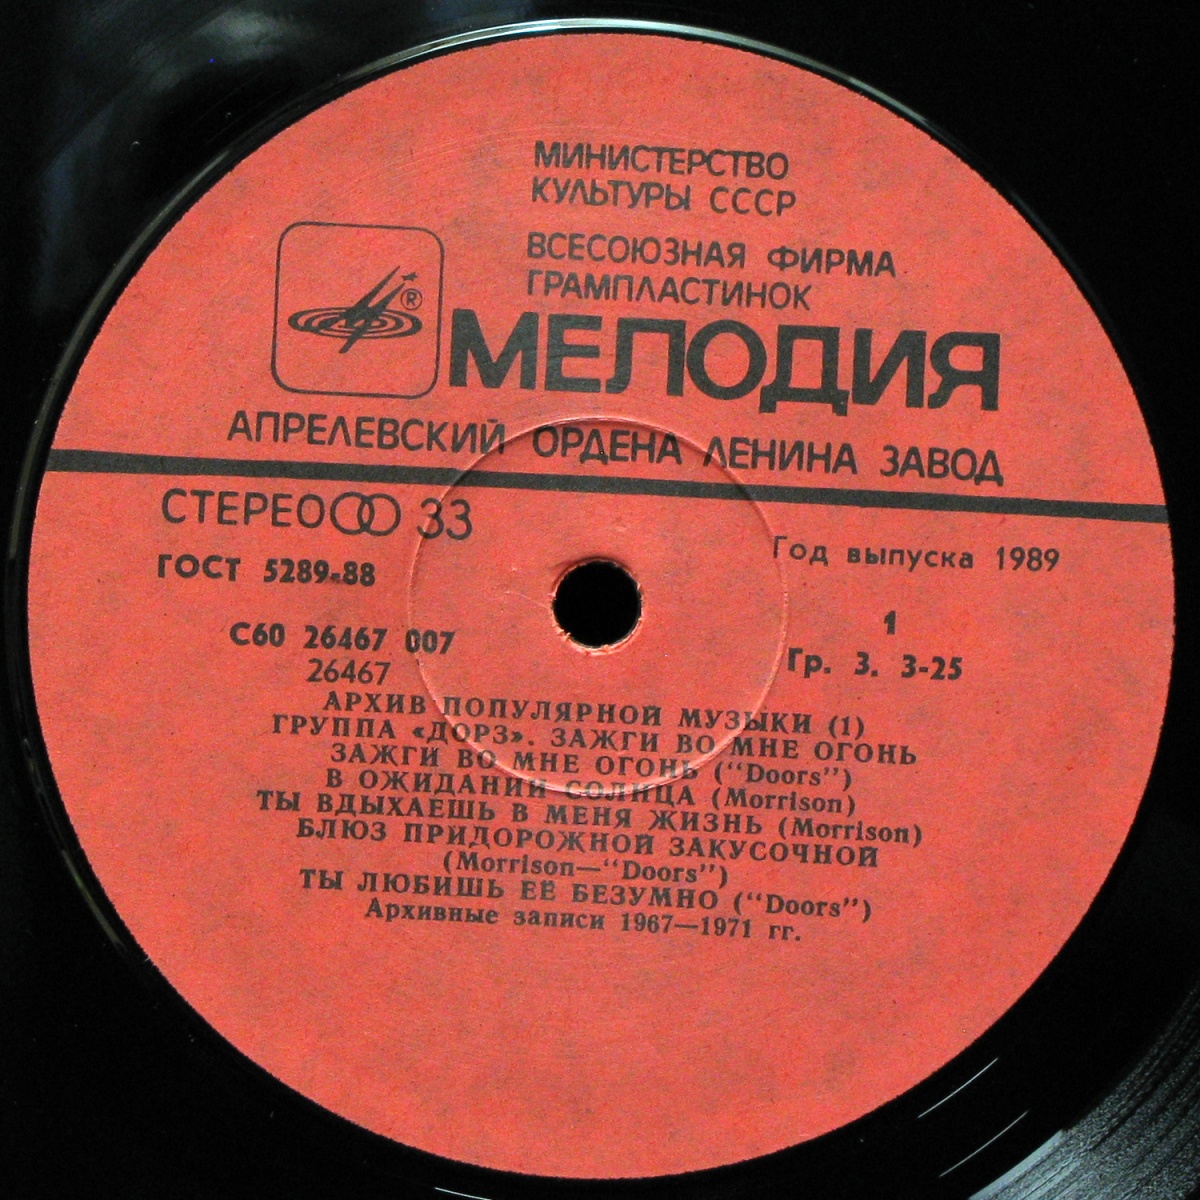 МИНИСТЕРСТВО
КУЛЬТУРЫ СССР
ВСЕСОЮЗНАЯ ФИРМА
ГРАМПЛАСТИНОК
®
МЕЛОДИЯ
АПРЕЛЕВСКИЙ ОРДЕНА ЛЕНИНА ЗАВОД
СТЕРЕО 33
Год выпуска 1989
ГОСТ 5289-88
1
С60 26467 007
Гр. 3. 3-25
26467
АРХИВ ПОПУЛЯРНОЙ МУЗЫКИ (1)
ГРУППА «ДОРЗ». ЗАЖГИ ВО МНЕ ОГОНЬ
ЗАЖГИ ВО МНЕ ОГОНЬ (“Doors”)
В ОЖИДАНИИ СОЛНЦА (Morrison)
ТЫ ВДЫХАЕШЬ В МЕНЯ ЖИЗНЬ (Morrison)
БЛЮЗ ПРИДОРОЖНОЙ ЗАКУСОЧНОЙ
(Morrison—“Doors”)
ТЫ ЛЮБИШЬ ЕЁ БЕЗУМНО (“Doors”)
Архивные записи 1967—1971 гг.